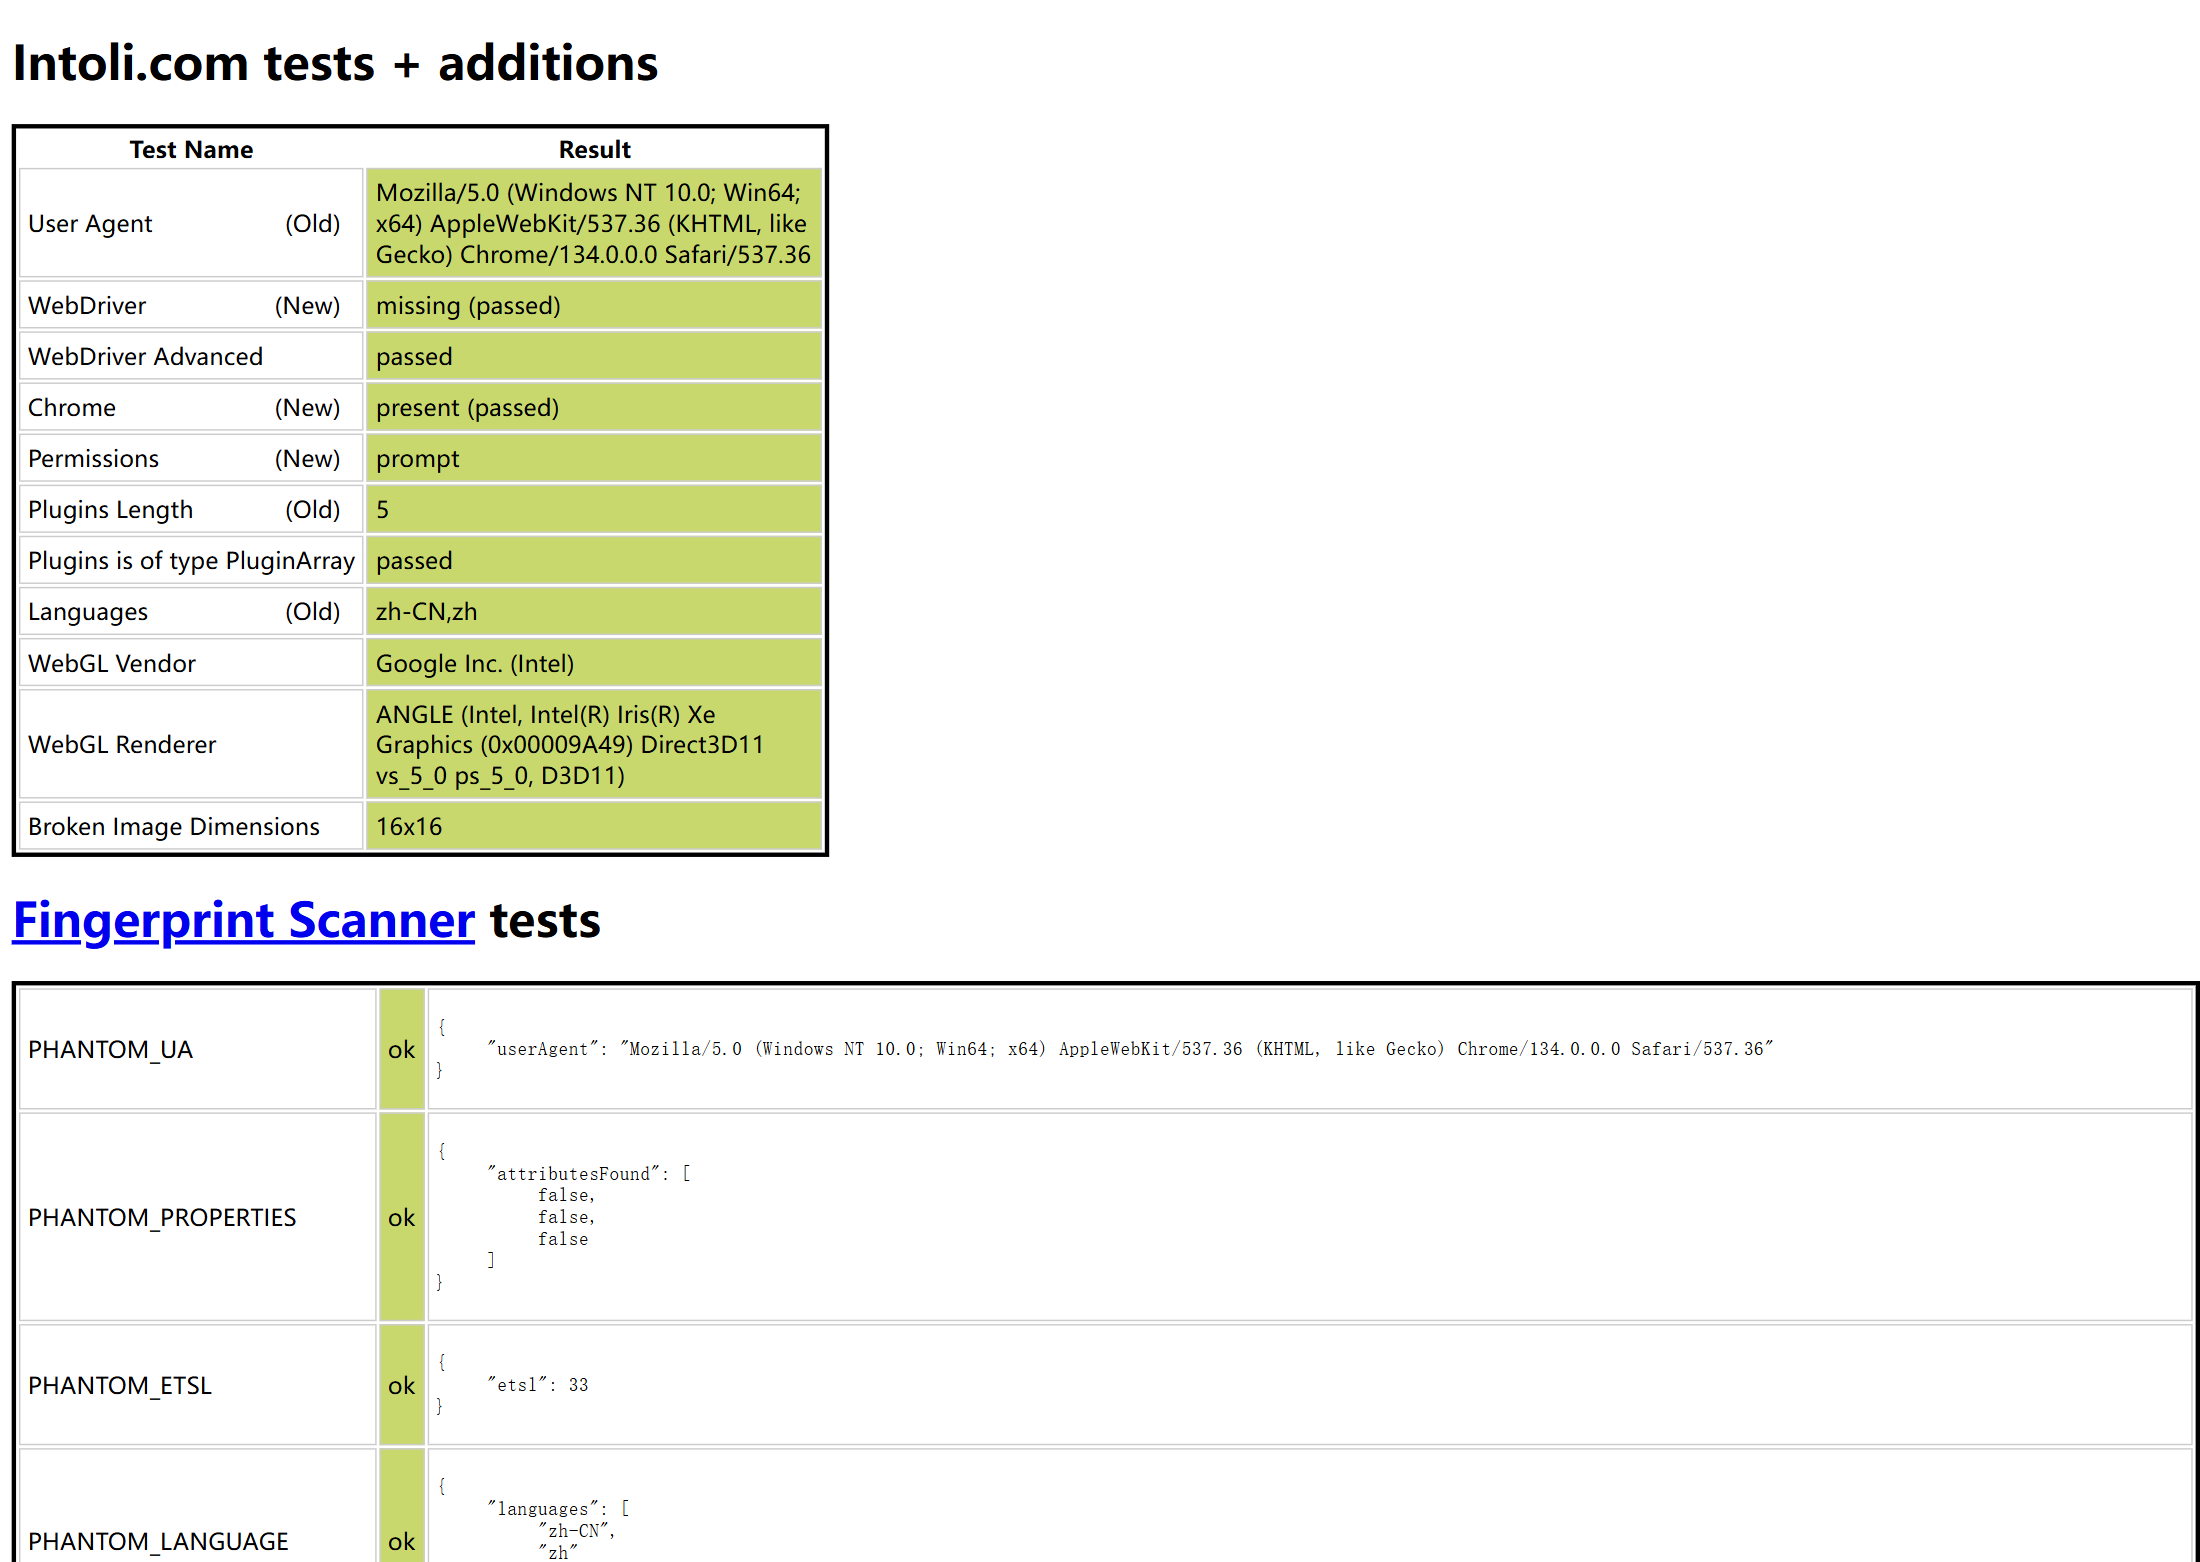 Intoli.com tests + additions
Test Name Result
User Agent (Old) Mozilla/5.0 (Windows NT 10.0; Win64;
x64) AppleWebKit/537.36 (KHTML, like
Gecko) Chrome/134.0.0.0 Safari/537.36
WebDriver (New) missing (passed)
WebDriver Advanced passed
Chrome (New) present (passed)
Permissions (New) prompt
Plugins Length (Old) 5
Plugins is of type PluginArray passed
Languages (Old) zh-CN,zh
WebGL Vendor Google Inc. (Intel)
WebGL Renderer ANGLE (Intel, Intel(R) Iris(R) Xe
Graphics (0x00009A49) Direct3D11
vs_5_0 ps_5_0, D3D11)
Broken Image Dimensions 16x16
Fingerprint Scanner tests
PHANTOM_UA ok {
"userAgent": "Mozilla/5.0 (Windows NT 10.0; Win64; x64) AppleWebKit/537.36 (KHTML, like Gecko) Chrome/134.0.0.0 Safari/537.36"
}
PHANTOM_PROPERTIES ok {
"attributesFound": [
false,
false,
false
]
}
PHANTOM_ETSL ok {
"etsl": 33
}
PHANTOM_LANGUAGE ok {
"languages": [
"zh-CN",
"zh"